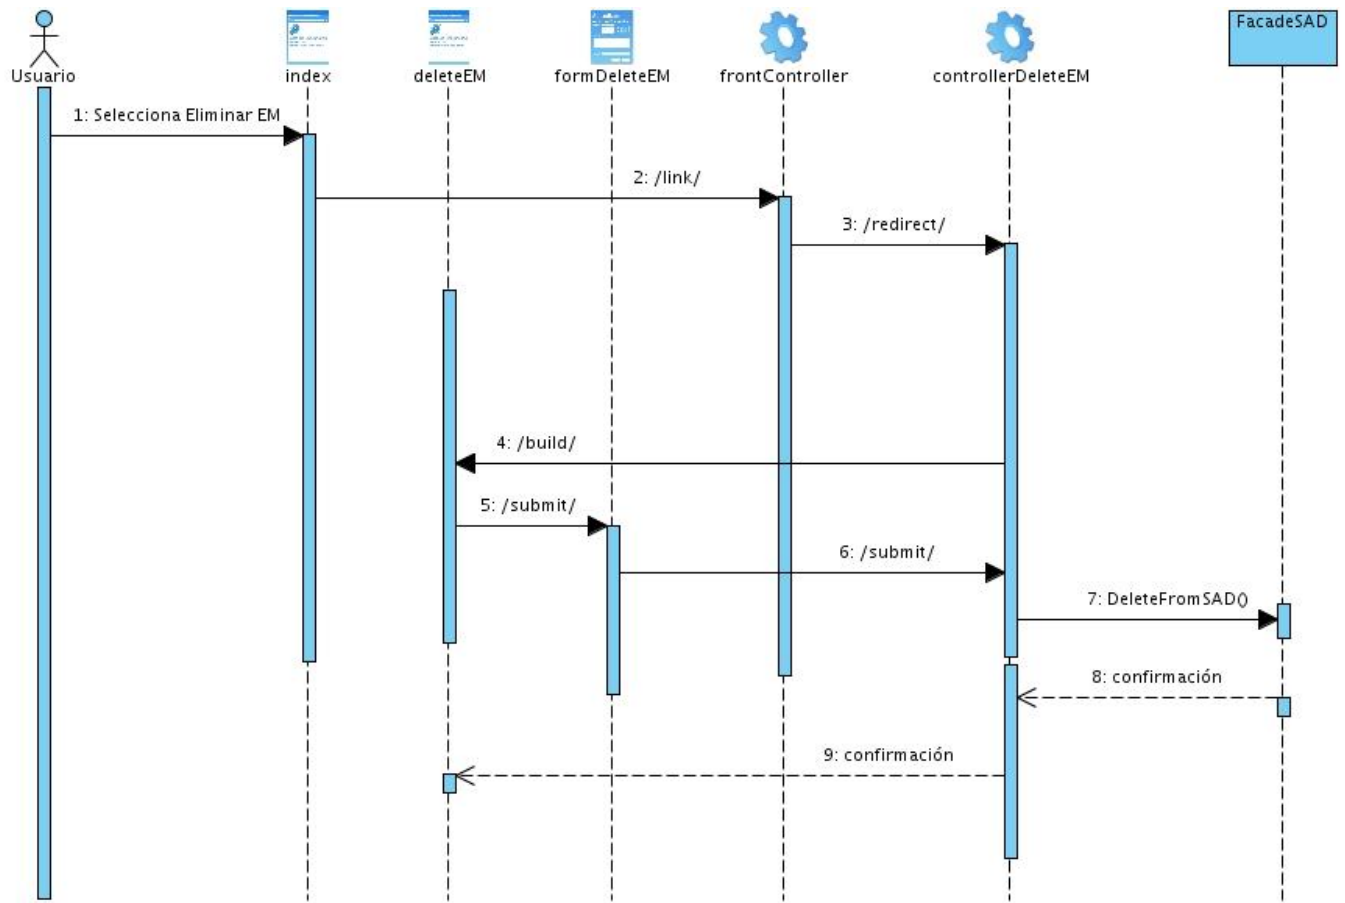 FacadeSAD
Usuario
index
deleteEM
formDeleteEM
frontController
controllerDeleteEM
1: Selecciona Eliminar EM
2: /link/
3: /redirect/
4: /build/
5: /submit/
6: /submit/
7: DeleteFromSAD()
8: confirmación
9: confirmación